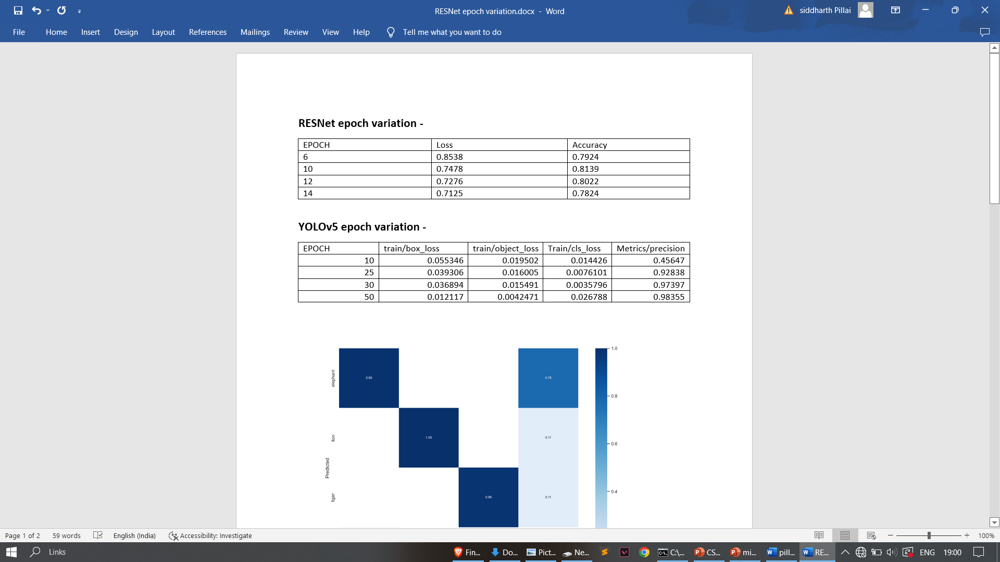 RESNet epoch variation.docx - Word
siddharth Pillai
File Home Insert Design Layout References Mailings Review View Help Tell me what you want to do
RESNet epoch variation -
EPOCH Loss Accuracy
6 0.8538 0.7924
10 0.7478 0.8139
12 0.7276 0.8022
14 0.7125 0.7824
YOLOv5 epoch variation -
EPOCH train/box_loss train/object_loss Train/cls_loss Metrics/precision
10 0.055346 0.019502 0.014426 0.45647
25 0.039306 0.016005 0.0076101 0.92838
30 0.036894 0.015491 0.0035796 0.97397
50 0.012117 0.0042471 0.026788 0.98355
1.0
elephant 0.99 0.78
0.8
lion 1.00 0.11
0.6
Predicted
0.4
tiger 0.98 0.11
Page 1 of 2 59 words English (India) Accessibility: Investigate 100%
Links Fin... Do... Pict... Ne... C:\... CS... mi... pill... RE... ENG 19:00